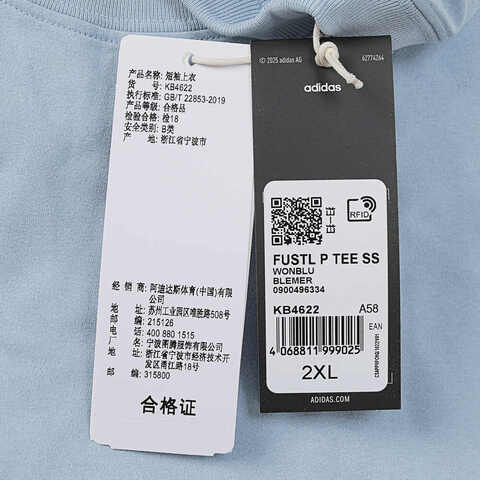 产品名称: 短袖上衣
货 号: KB4622
执行标准: GB/T 22853-2019
产品等级: 合格品
检验合格: 检18
安全类别: B类
产 地: 浙江省宁波市
经 销 商: 阿迪达斯体育(中国)有限
公司
地 址: 苏州工业园区唯胜路508号
邮 编: 215126
电 话: 400 880 1515
厂 名: 宁波甬腾服饰有限公司
地 址: 浙江省宁波市经济技术开
发区甬江路18号
邮 编: 315800
合格证
© 2025 adidas AG
62774264
adidas
RFID
FUSTL P TEE SS
WONBLU
BLEMER
0900496334
KB4622 A58
EAN
4 068811 999025
2XL
ADIDAS.COM